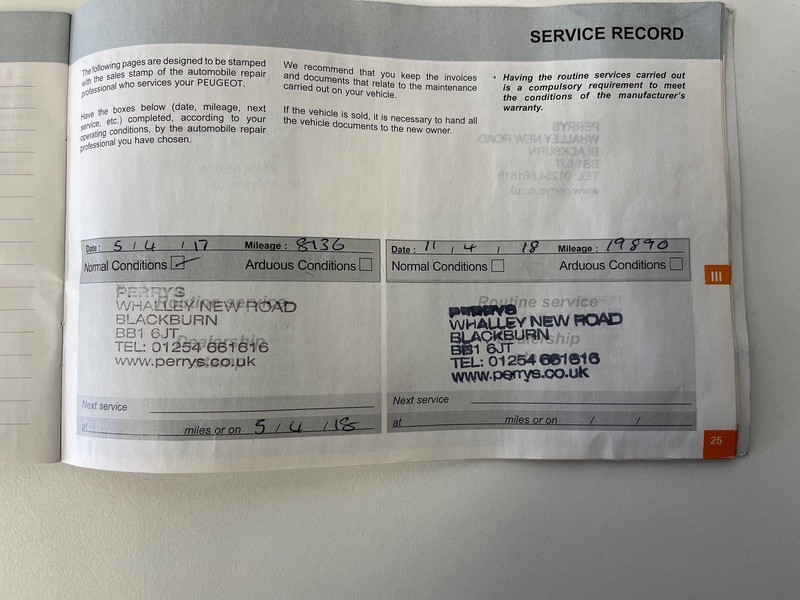 SERVICE RECORD
The following pages are designed to be stamped
with the sales stamp of the automobile repair
professional who services your PEUGEOT.
Have the boxes below (date, mileage, next
service, etc.) completed, according to your
operating conditions, by the automobile repair
professional you have chosen.
We recommend that you keep the invoices
and documents that relate to the maintenance
carried out on your vehicle.
If the vehicle is sold, it is necessary to hand all
the vehicle documents to the new owner.
• Having the routine services carried out
is a compulsory requirement to meet
the conditions of the manufacturer's
warranty.
Date : 5 / 4 / 17 Mileage : 8136
Normal Conditions Arduous Conditions
Routine service
Dealership
PERRYS
WHALLEY NEW ROAD
BLACKBURN
BB1 6JT
TEL: 01254 661616
www.perrys.co.uk
Next service
at miles or on 5 / 4 / 18
Date : 11 / 4 / 18 Mileage : 19890
Normal Conditions Arduous Conditions
Routine service
Dealership
PERRYS
WHALLEY NEW ROAD
BLACKBURN
BB1 6JT
TEL: 01254 661616
www.perrys.co.uk
Next service
at miles or on / /
III
25